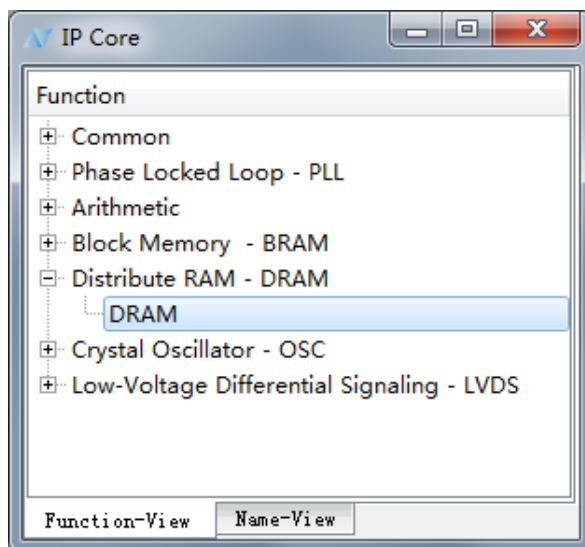 IP Core
Function
Common
Phase Locked Loop - PLL
Arithmetic
Block Memory - BRAM
Distribute RAM - DRAM
DRAM
Crystal Oscillator - OSC
Low-Voltage Differential Signaling - LVDS
Function-View Name-View